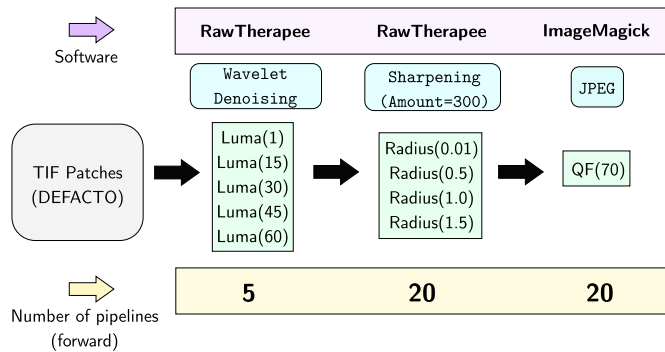 RawTherapee RawTherapee ImageMagick
Software
Wavelet
Denoising
Sharpening
(Amount=300)
JPEG
TIF Patches
(DEFACTO)
Luma(1)
Luma(15)
Luma(30)
Luma(45)
Luma(60)
Radius(0.01)
Radius(0.5)
Radius(1.0)
Radius(1.5)
QF(70)
5 20 20
Number of pipelines
(forward)